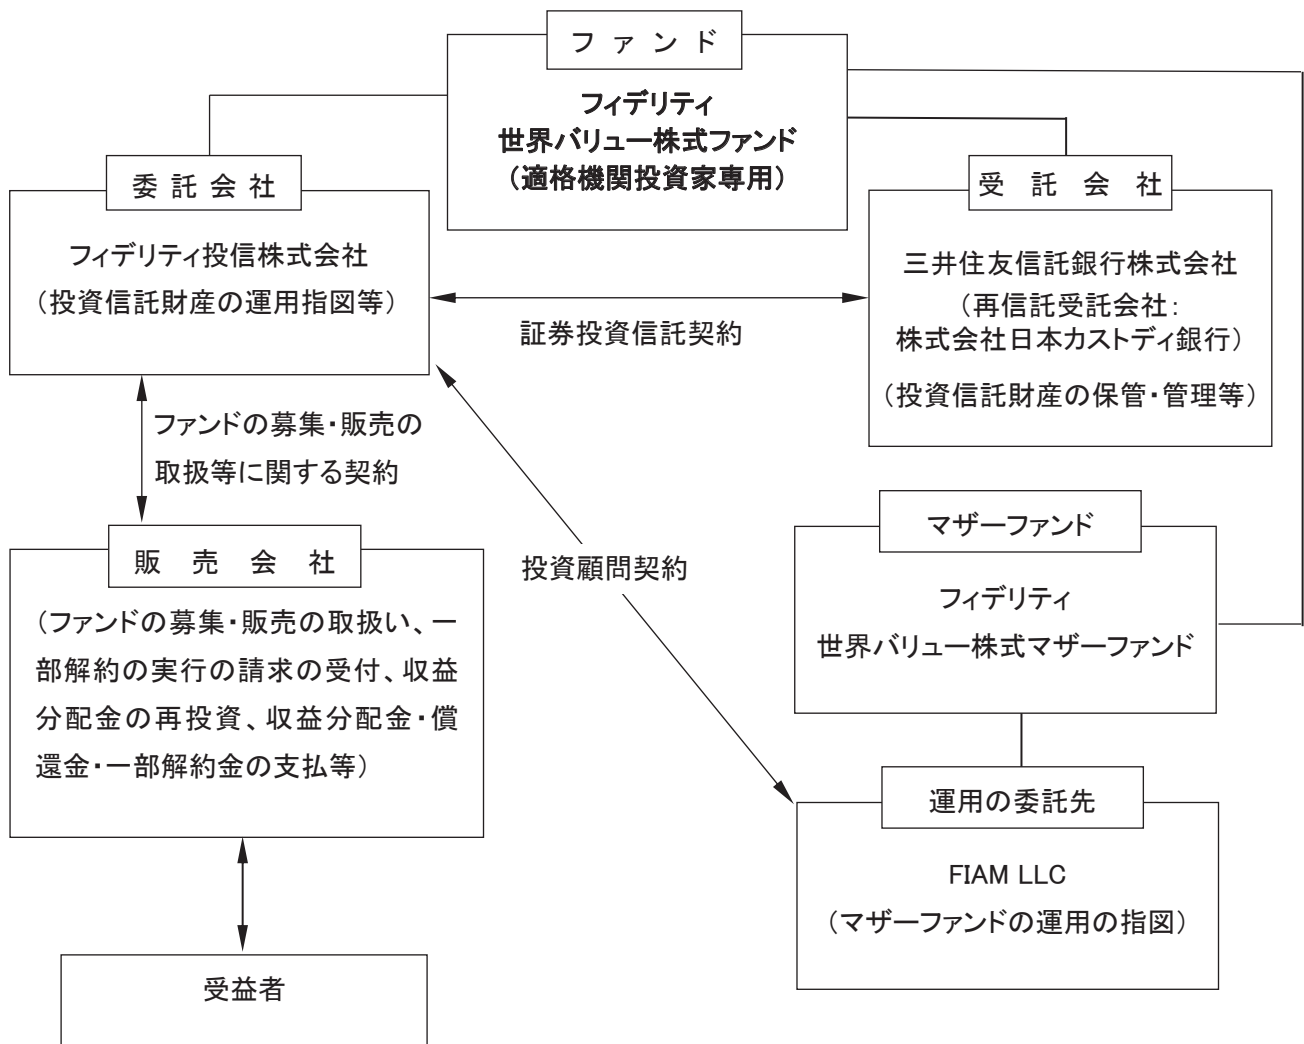 ファンド
フィデリティ
世界バリュー株式ファンド
（適格機関投資家専用）
委託会社
フィデリティ投信株式会社
（投資信託財産の運用指図等）
受託会社
三井住友信託銀行株式会社
（再信託受託会社：
株式会社日本カストディ銀行）
（投資信託財産の保管・管理等）
証券投資信託契約
ファンドの募集・販売の
取扱等に関する契約
投資顧問契約
販売会社
（ファンドの募集・販売の取扱い、一
部解約の実行の請求の受付、収益
分配金の再投資、収益分配金・償
還金・一部解約金の支払等）
マザーファンド
フィデリティ
世界バリュー株式マザーファンド
運用の委託先
FIAM LLC
（マザーファンドの運用の指図）
受益者